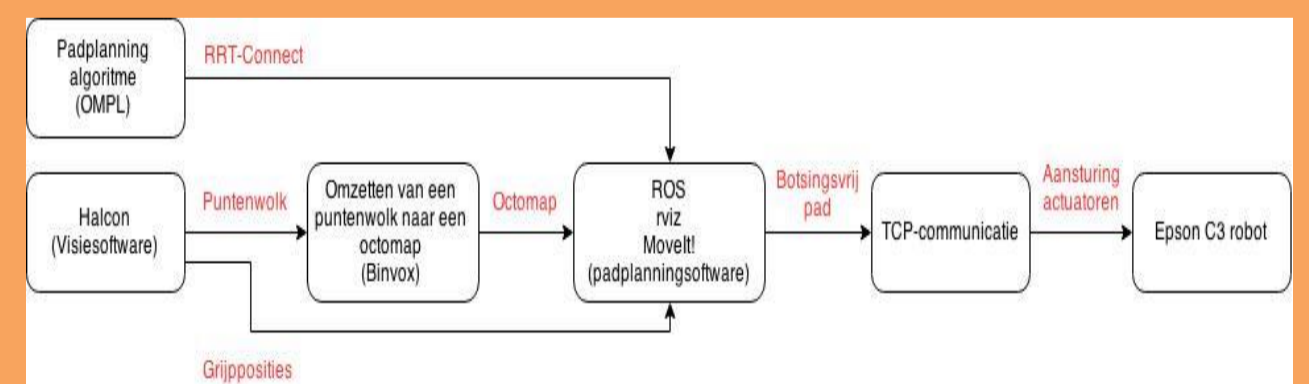 Padplanning
algoritme
(OMPL)
RRT-Connect
Halcon
(Visiesoftware)
Puntenwolk
Omzetten van een
puntenwolk naar een
octomap
(Binvox)
Octomap
ROS
rviz
MoveIt!
(padplanningsoftware)
Botsingsvrij
pad
TCP-communicatie
Aansturing
actuatoren
Epson C3 robot
Grijpposities